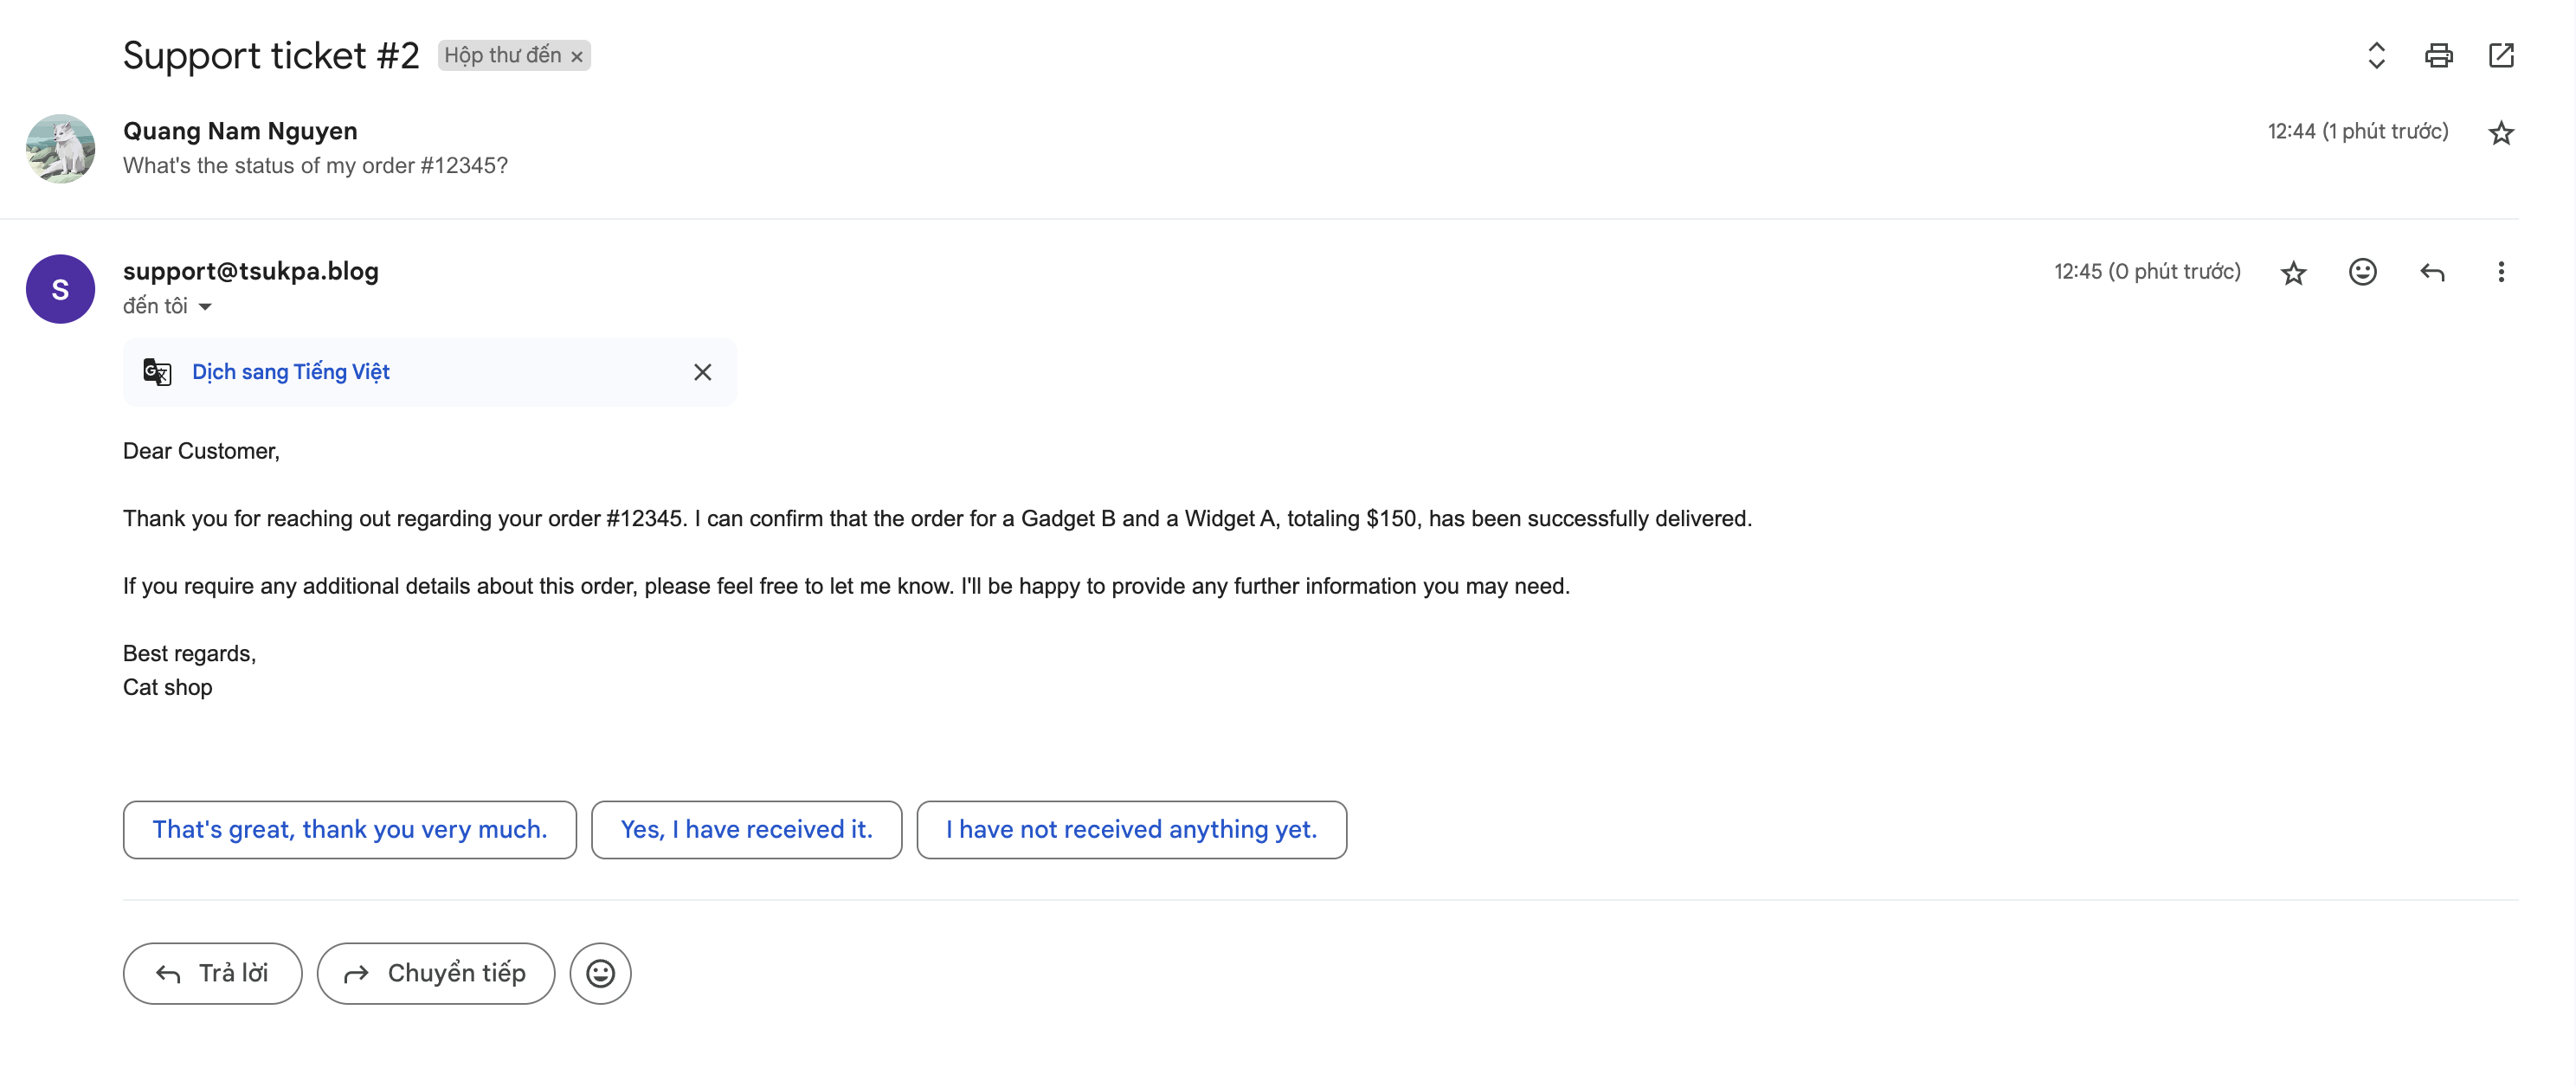 Support ticket #2 Hộp thư đến ×
Quang Nam Nguyen 12:44 (1 phút trước)
What's the status of my order #12345?
S support@tsukpa.blog 12:45 (0 phút trước)
đến tôi
Dịch sang Tiếng Việt
Dear Customer,
Thank you for reaching out regarding your order #12345. I can confirm that the order for a Gadget B and a Widget A, totaling $150, has been successfully delivered.
If you require any additional details about this order, please feel free to let me know. I'll be happy to provide any further information you may need.
Best regards,
Cat shop
That's great, thank you very much. Yes, I have received it. I have not received anything yet.
Trả lời Chuyển tiếp